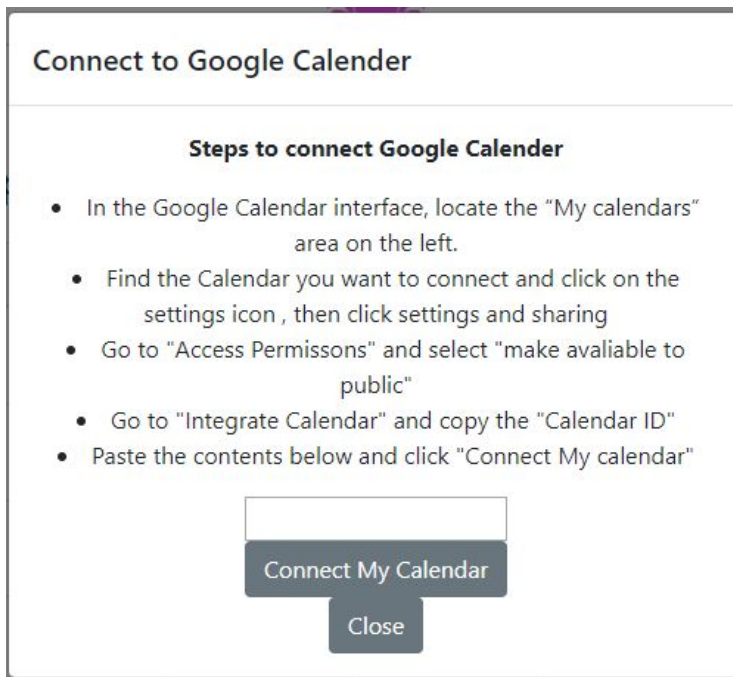 Connect to Google Calender
Steps to connect Google Calender
• In the Google Calendar interface, locate the “My calendars”
area on the left.
• Find the Calendar you want to connect and click on the
settings icon , then click settings and sharing
• Go to "Access Permissons" and select "make avaliable to
public"
• Go to "Integrate Calendar" and copy the "Calendar ID"
• Paste the contents below and click "Connect My calendar"
Connect My Calendar
Close